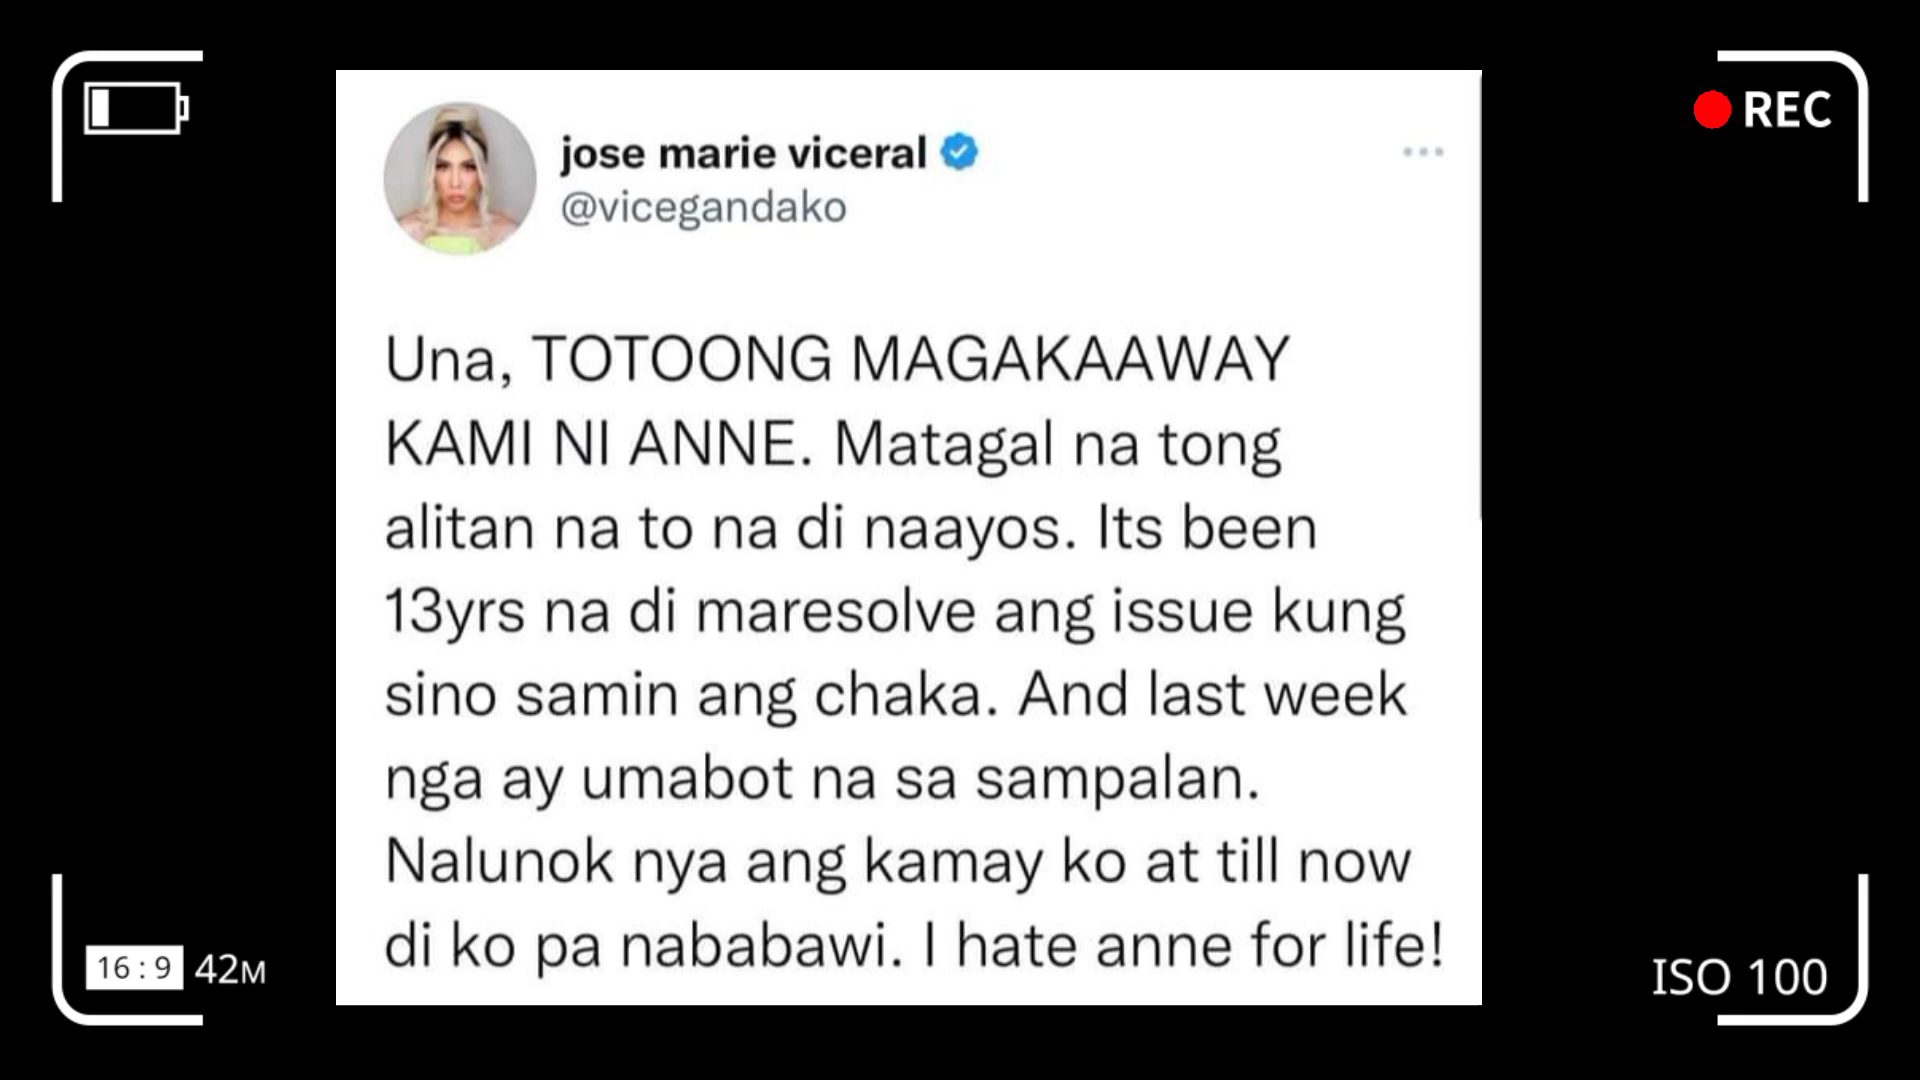 REC
jose marie viceral
@vicegandako
Una, TOTOONG MAGAKAAWAY
KAMI NI ANNE. Matagal na tong
alitan na to na di naayos. Its been
13yrs na di maresolve ang issue kung
sino samin ang chaka. And last week
nga ay umabot na sa sampalan.
Nalunok nya ang kamay ko at till now
di ko pa nababawi. I hate anne for life!
16 : 9 42M
ISO 100